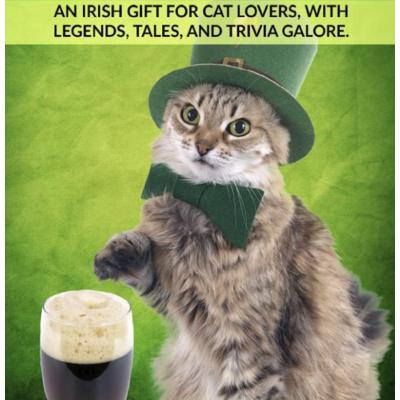 AN IRISH GIFT FOR CAT LOVERS, WITH
LEGENDS, TALES, AND TRIVIA GALORE.